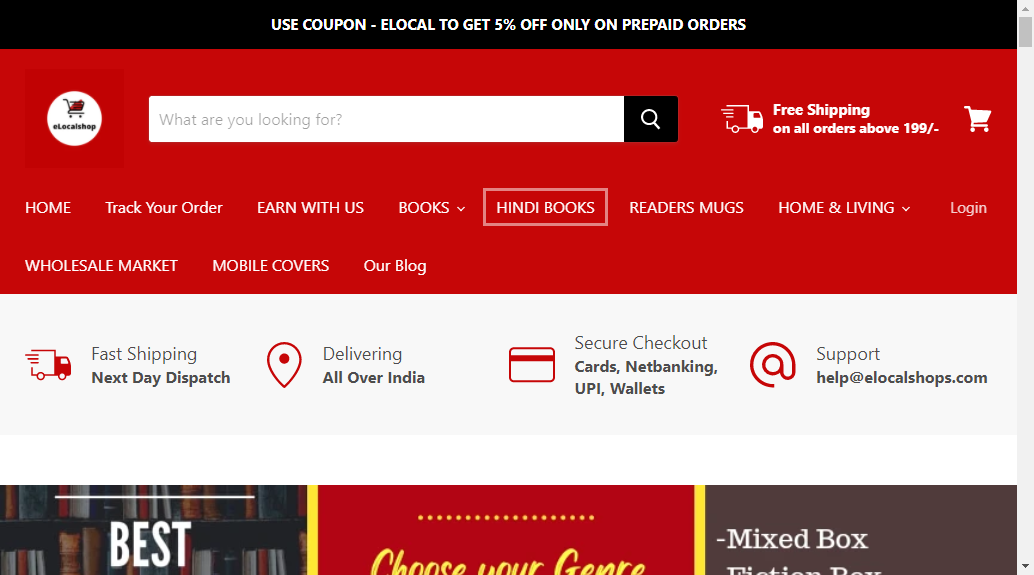 USE COUPON - ELOCAL TO GET 5% OFF ONLY ON PREPAID ORDERS
eLocalshop
What are you looking for?
Free Shipping
on all orders above 199/-
HOME Track Your Order EARN WITH US BOOKS HINDI BOOKS READERS MUGS HOME & LIVING Login
WHOLESALE MARKET MOBILE COVERS Our Blog
Fast Shipping
Next Day Dispatch
Delivering
All Over India
Secure Checkout
Cards, Netbanking,
UPI, Wallets
Support
help@elocalshops.com
BEST
Choose your Genre
-Mixed Box
Fiction Box